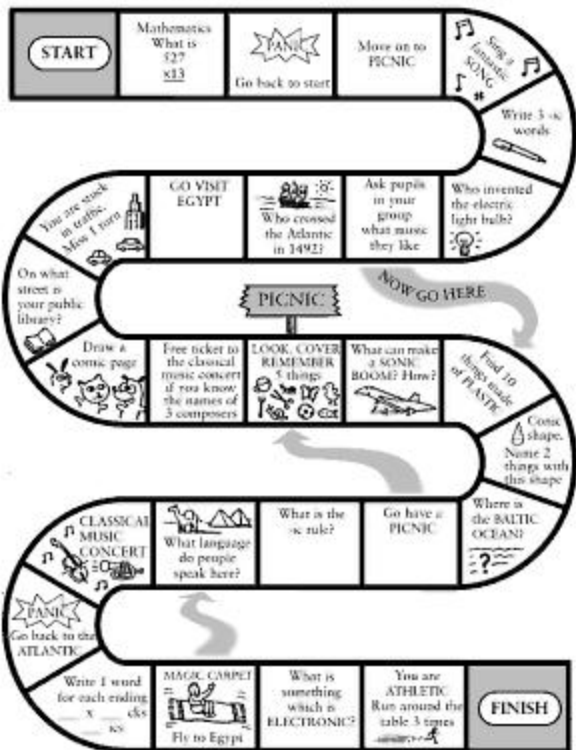 START
Mathematics
What is
527
x13
PANIC
Go back to start
Move on to
PICNIC
Sing a
fantastic
SONG
Write 3 -ic
words
Who invented
the electric
light bulb?
Ask pupils
in your
group
what music
they like
Who crossed
the Atlantic
in 1492?
GO VISIT
EGYPT
You are stuck
in traffic.
Miss 1 turn
On what
street is
your public
library?
Draw a
comic page
Free ticket to
the classical
music concert
if you know
the names of
3 composers
PICNIC
LOOK, COVER
REMEMBER
things
What can make
a SONIC
BOOM? How?
NOW GO HERE
Find 10
things made
of PLASTIC
Conic
shape.
Name 2
things with
this shape
Where is
the BALTIC
OCEAN?
?
Go have a
PICNIC
What is the
-ic rule?
What language
do people
speak here?
CLASSICAL
MUSIC
CONCERT
PANIC
Go back to the
ATLANTIC
Write 1 word
for each ending
__ x __ cks
__ ics
MAGIC CARPET
Fly to Egypt
What is
something
which is
ELECTRONIC?
You are
ATHLETIC
Run around the
table 3 times
FINISH